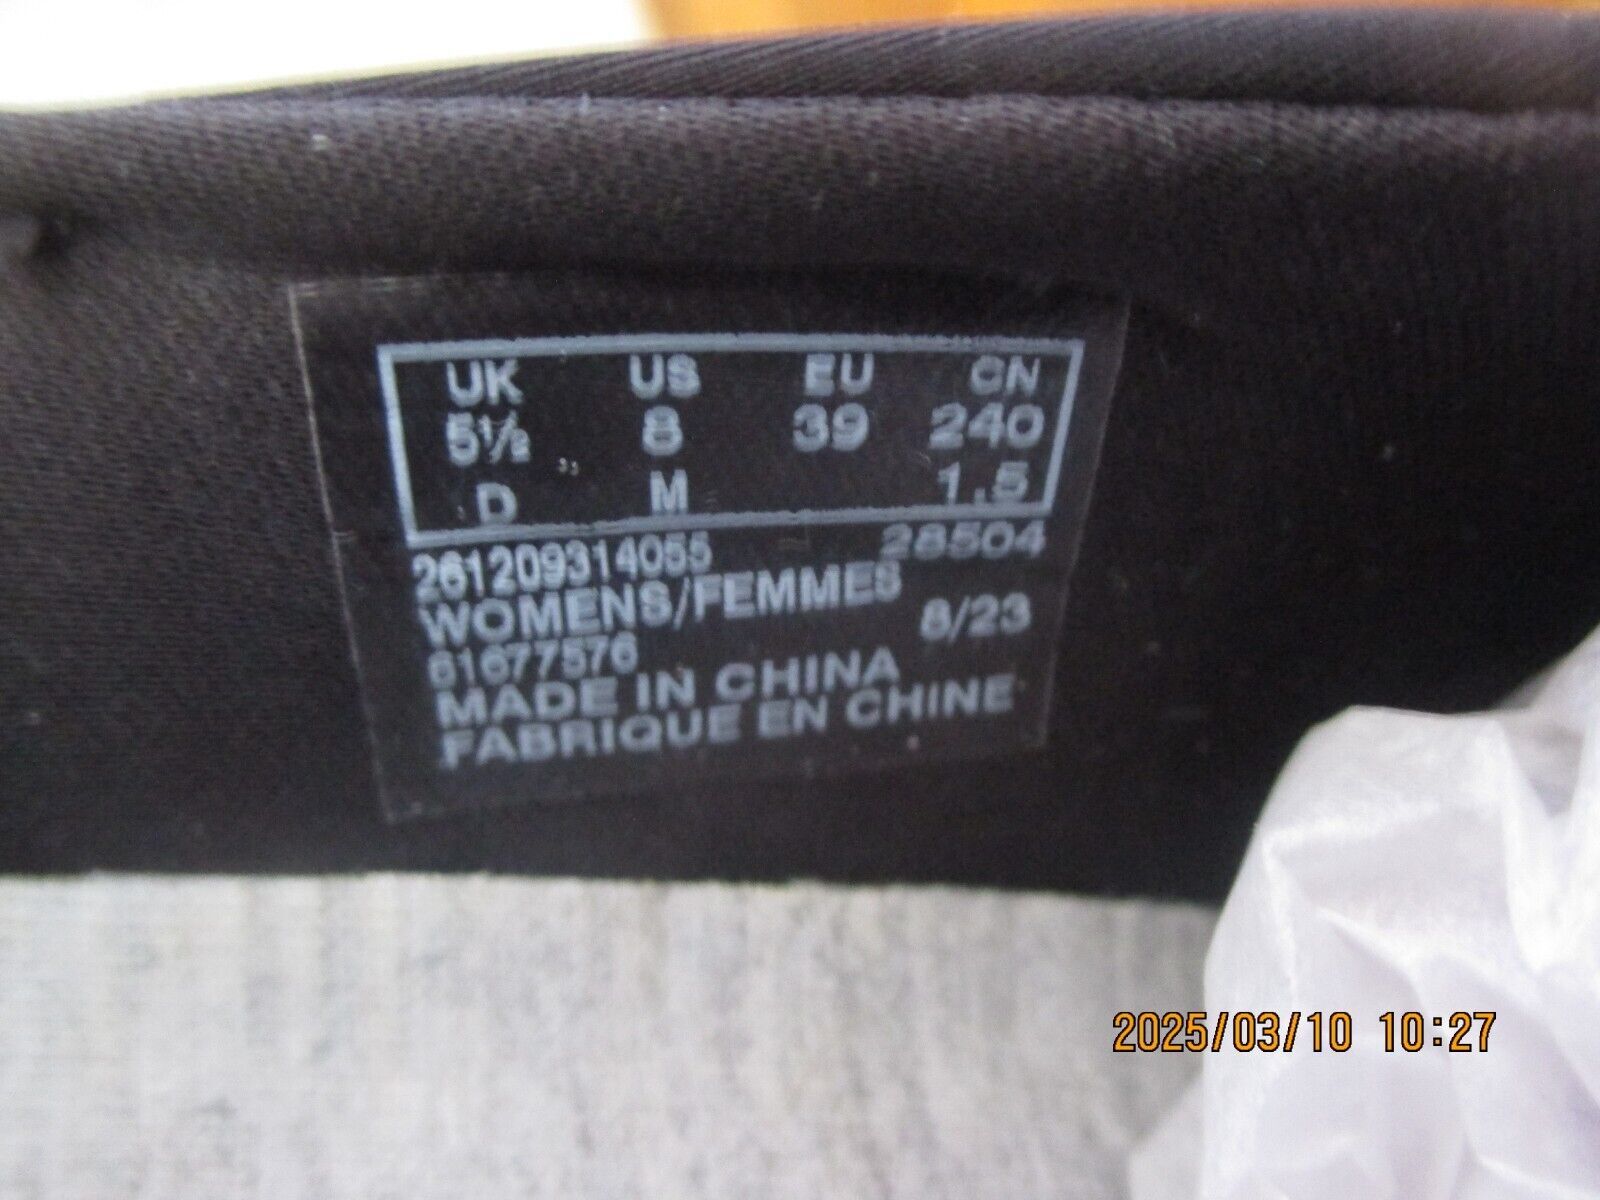 UK US EU CN
5½ 8 39 240
D M 1.5
261209314055 28504
WOMENS/FEMMES
61677576 8/23
MADE IN CHINA
FABRIQUE EN CHINE
2025/03/10 10:27